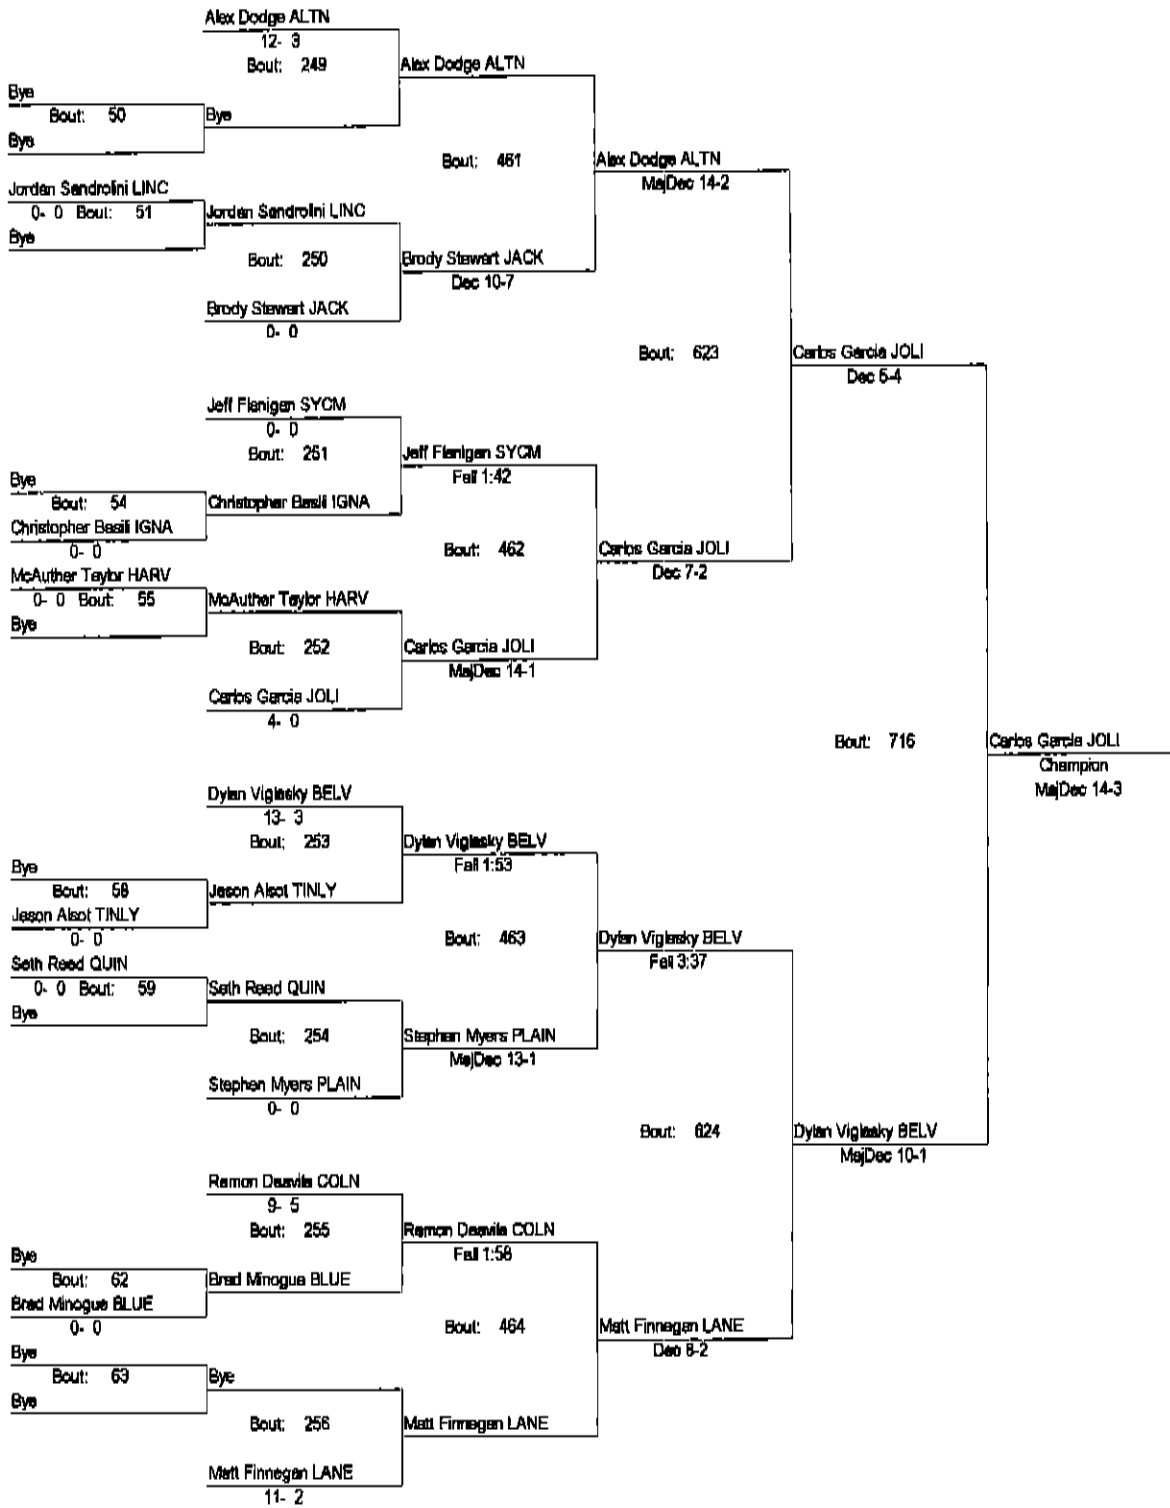 Alex Dodge ALTN
12- 3
Bout: 249
Alex Dodge ALTN
Bye
Bout: 50
Bye
Bye
Bout: 461
Alex Dodge ALTN
MajDec 14-2
Jordan Sandrolini LINC
0- 0 Bout: 51
Jordan Sandrolini LINC
Bye
Bout: 250
Brody Stewart JACK
Dec 10-7
Brody Stewart JACK
0- 0
Bout: 623
Carlos Garcia JOLI
Dec 5-4
Jeff Flanigan SYCM
0- 0
Bout: 251
Jeff Flanigan SYCM
Fall 1:42
Bye
Bout: 54
Christopher Basili IGNA
Christopher Basili IGNA
0- 0
Bout: 462
Carlos Garcia JOLI
Dec 7-2
McAuther Taylor HARV
0- 0 Bout: 55
McAuther Taylor HARV
Bye
Bout: 252
Carlos Garcia JOLI
MajDec 14-1
Carlos Garcia JOLI
4- 0
Bout: 716
Carlos Garcia JOLI
Champion
MajDec 14-3
Dylan Viglasky BELV
13- 3
Bout: 253
Dylan Viglasky BELV
Fall 1:53
Bye
Bout: 58
Jason Alsot TINLY
Jason Alsot TINLY
0- 0
Bout: 463
Dylan Viglasky BELV
Fall 3:37
Seth Reed QUIN
0- 0 Bout: 59
Seth Reed QUIN
Bye
Bout: 254
Stephen Myers PLAIN
MajDec 13-1
Stephen Myers PLAIN
0- 0
Bout: 624
Dylan Viglasky BELV
MajDec 10-1
Ramon Deavila COLN
9- 5
Bout: 255
Ramon Deavila COLN
Fall 1:58
Bye
Bout: 62
Brad Minogue BLUE
Brad Minogue BLUE
0- 0
Bout: 464
Matt Finnegan LANE
Dec
Bye
Bout: 63
Bye
Bye
Bout: 256
Matt Finnegan LANE
Matt Finnegan LANE
11- 2